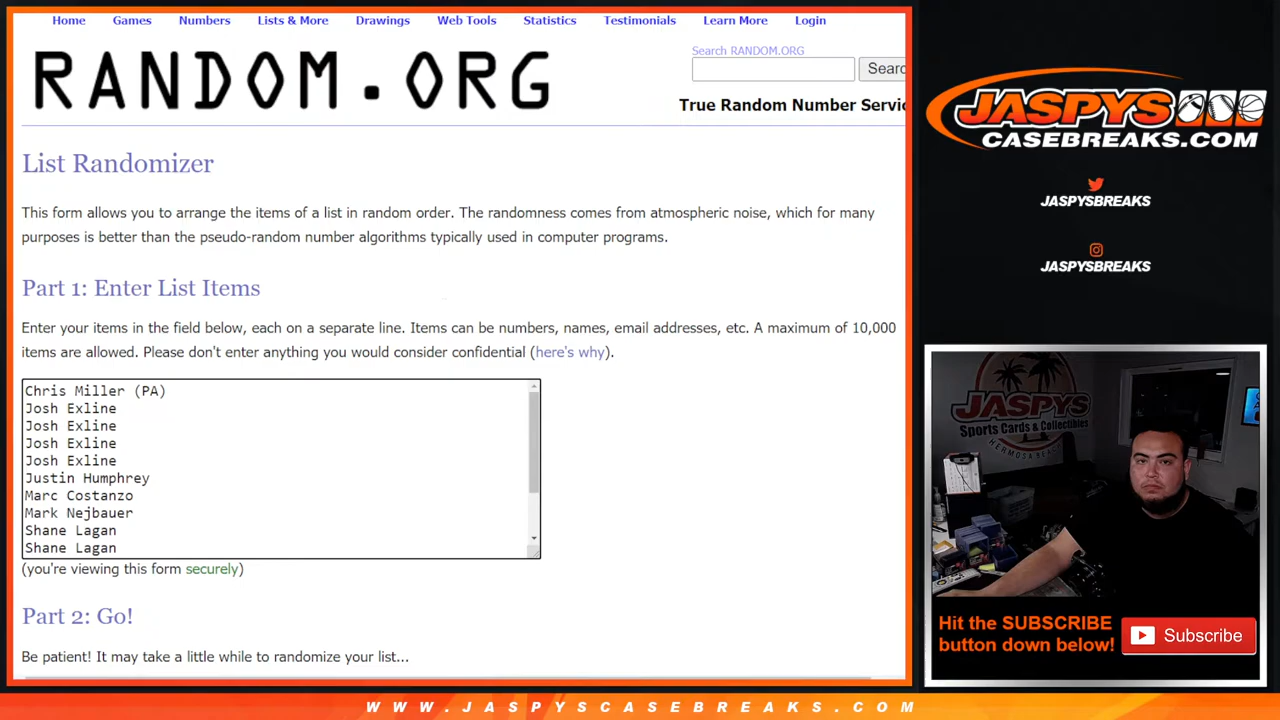 Home Games Numbers Lists & More Drawings Web Tools Statistics Testimonials Learn More Login
RANDOM.ORG
Search RANDOM.ORG
Searc
True Random Number Servic
List Randomizer
This form allows you to arrange the items of a list in random order. The randomness comes from atmospheric noise, which for many
purposes is better than the pseudo-random number algorithms typically used in computer programs.
Part 1: Enter List Items
Enter your items in the field below, each on a separate line. Items can be numbers, names, email addresses, etc. A maximum of 10,000
items are allowed. Please don't enter anything you would consider confidential (here's why).
Chris Miller (PA)
Josh Exline
Josh Exline
Josh Exline
Josh Exline
Justin Humphrey
Marc Costanzo
Mark Nejbauer
Shane Lagan
Shane Lagan
(you're viewing this form securely)
Part 2: Go!
Be patient! It may take a little while to randomize your list...
JASPYS
CASEBREAKS.COM
JASPYSBREAKS
JASPYSBREAKS
JASPYS
Sports Cards & Collectibles
HERMOSA BEACH
Hit the SUBSCRIBE
button down below!
Subscribe
WWW.JASPYSCASEBREAKS.COM